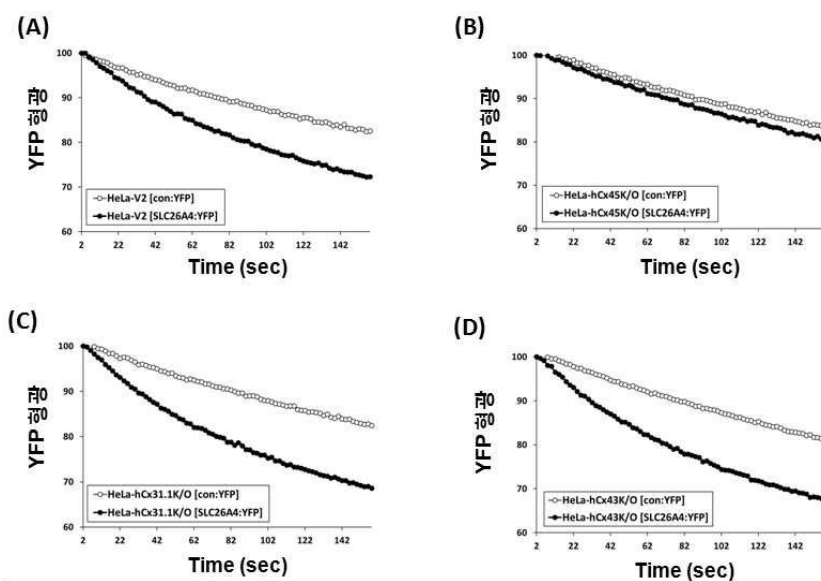 (A)
100
90
80
70
60
YFP 형광
HeLa-V2 [con:YFP]
HeLa-V2 [SLC26A4:YFP]
2 22 42 62 82 102 122 142
Time (sec)
(B)
100
90
80
70
60
YFP 형광
HeLa-hCx45K/O [con:YFP]
HeLa-hCx45K/O [SLC26A4:YFP]
2 22 42 62 82 102 122 142
Time (sec)
(C)
100
90
80
70
60
YFP 형광
HeLa-hCx31.1K/O [con:YFP]
HeLa-hCx31.1K/O [SLC26A4:YFP]
2 22 42 62 82 102 122 142
Time (sec)
(D)
100
90
80
70
60
YFP 형광
HeLa-hCx43K/O [con:YFP]
HeLa-hCx43K/O [SLC26A4:YFP]
2 22 42 62 82 102 122 142
Time (sec)